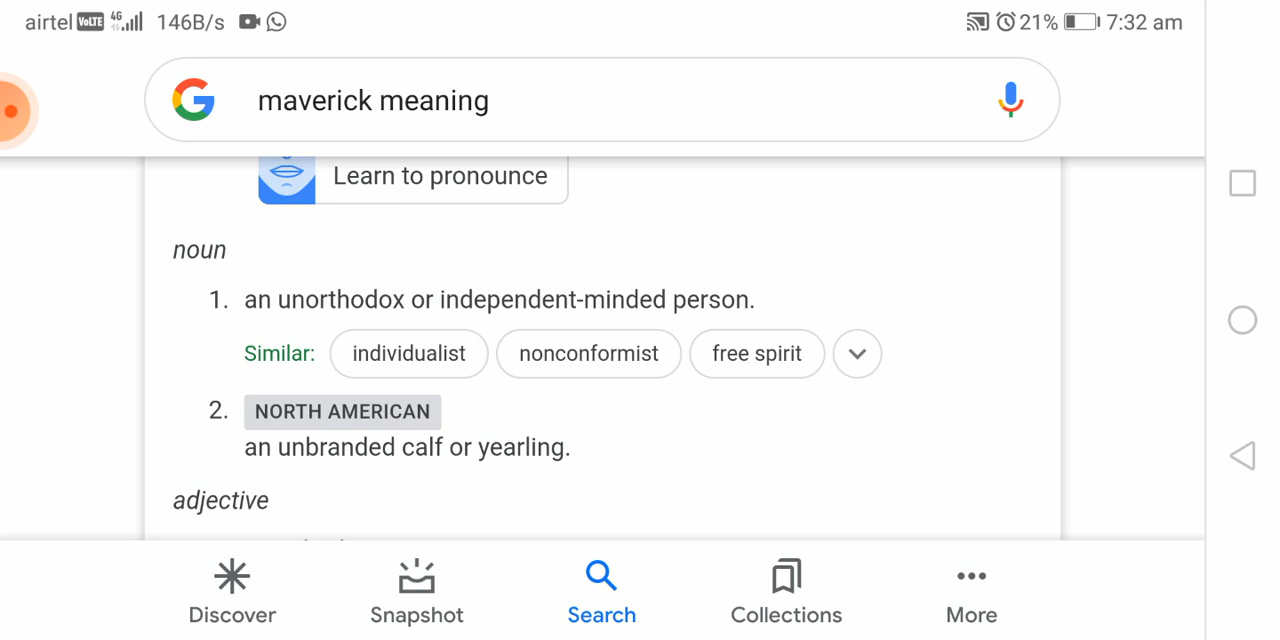 airtel VoLTE 4G 146B/s 21% 7:32 am
maverick meaning
Learn to pronounce
noun
1. an unorthodox or independent-minded person.
Similar: individualist nonconformist free spirit
2. NORTH AMERICAN
an unbranded calf or yearling.
adjective
Discover Snapshot Search Collections More